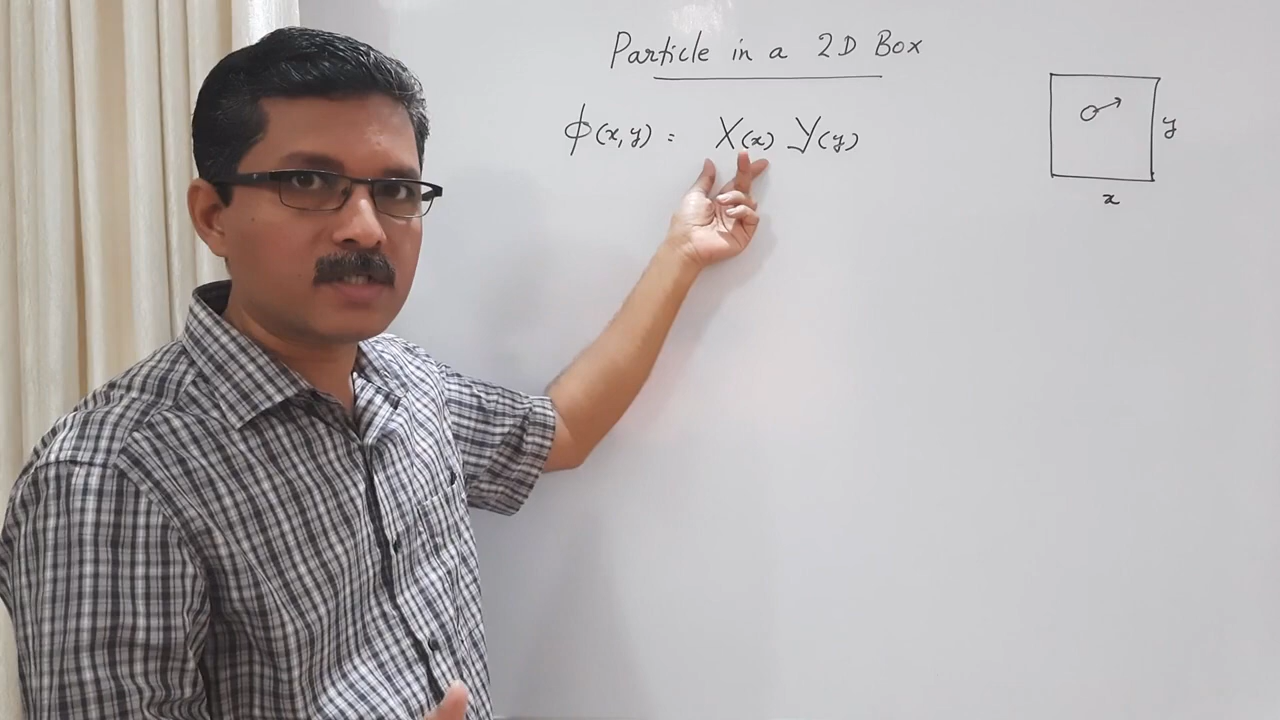 Particle in a 2D Box
ϕ(x,y) = X(x) Y(y)
y
x